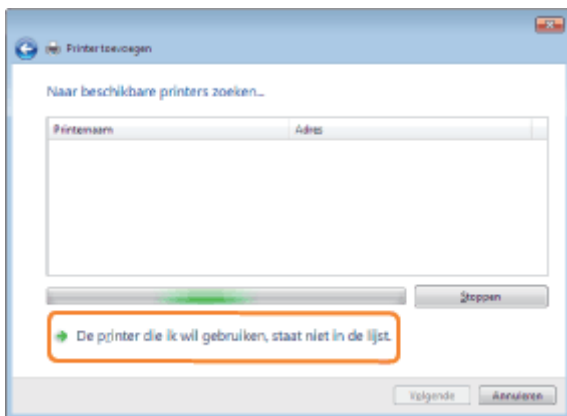 Printer toevoegen
Naar beschikbare printers zoeken...
Printernaam Adres
Stoppen
De printer die ik wil gebruiken, staat niet in de lijst.
Volgende Annuleren